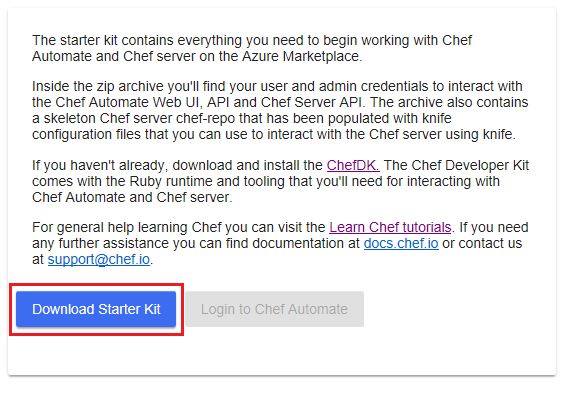 The starter kit contains everything you need to begin working with Chef
Automate and Chef server on the Azure Marketplace.
Inside the zip archive you'll find your user and admin credentials to interact with
the Chef Automate Web UI, API and Chef Server API. The archive also contains
a skeleton Chef server chef-repo that has been populated with knife
configuration files that you can use to interact with the Chef server using knife.
If you haven't already, download and install the ChefDK. The Chef Developer Kit
comes with the Ruby runtime and tooling that you'll need for interacting with
Chef Automate and Chef server.
For general help learning Chef you can visit the Learn Chef tutorials. If you need
any further assistance you can find documentation at docs.chef.io or contact us
at support@chef.io.
Download Starter Kit Login to Chef Automate